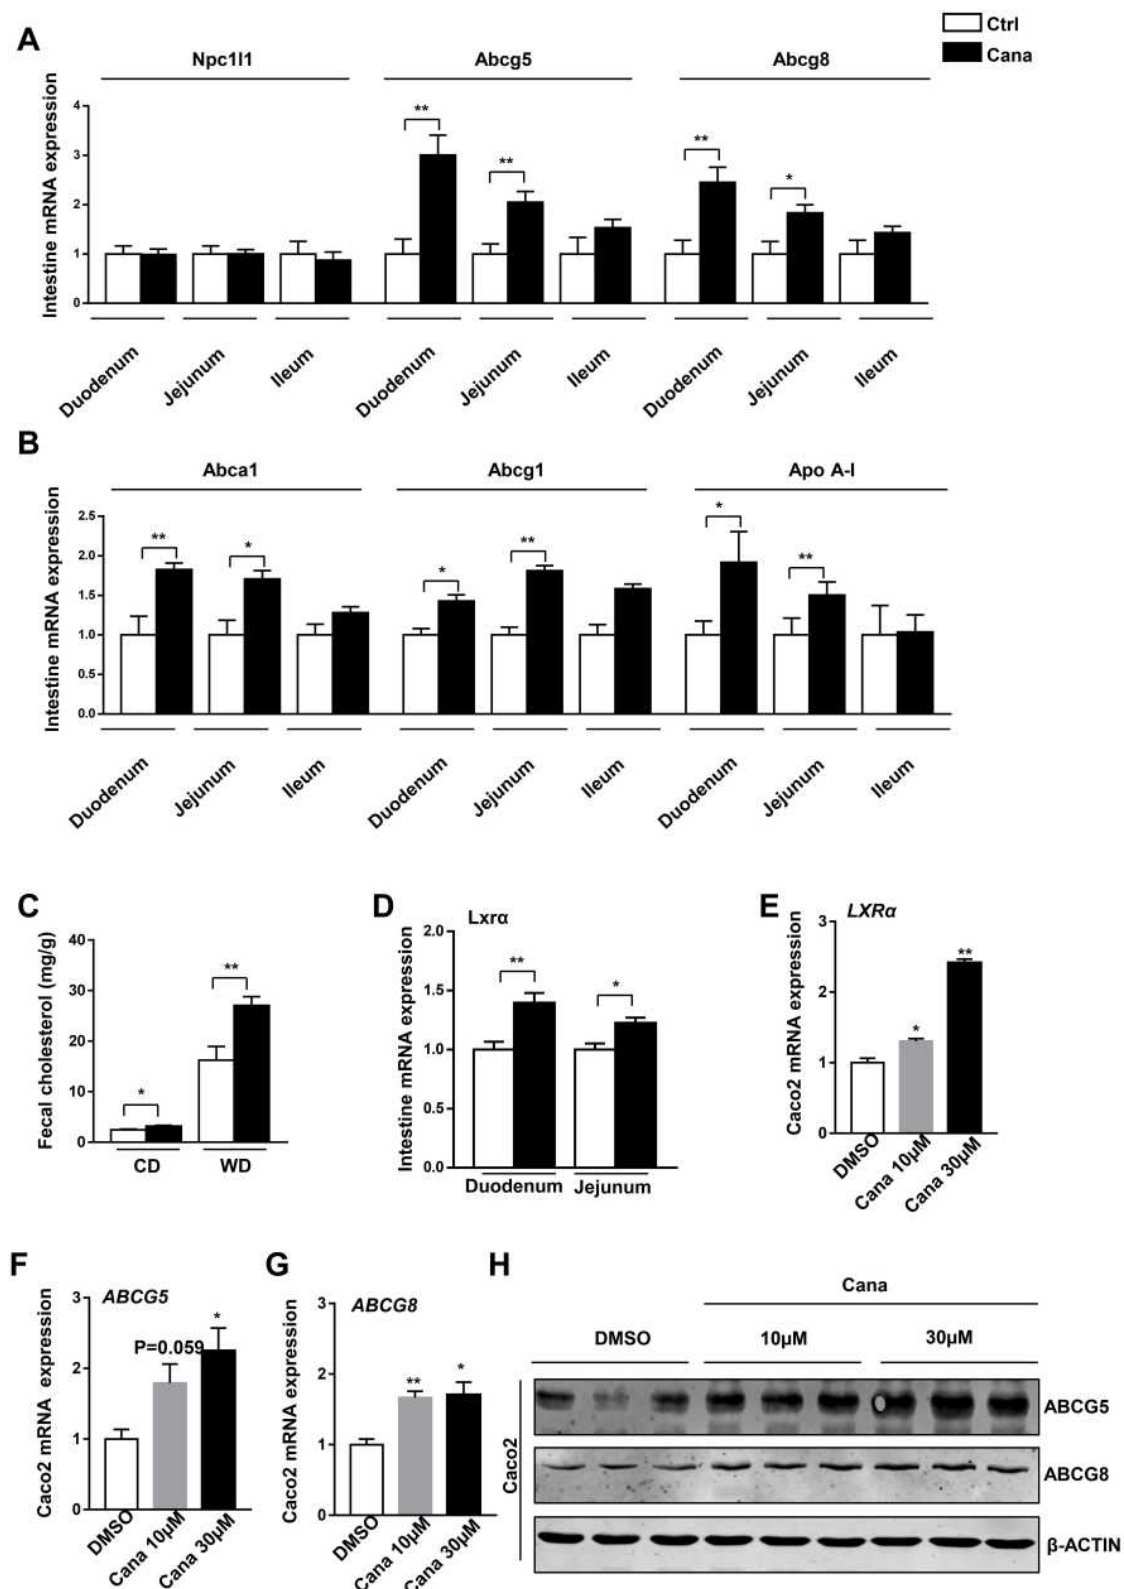 Ctrl
Cana
A
Npc1l1 Abcg5 Abcg8
Intestine mRNA expression
4
3
2
1
0
** ** ** *
Duodenum Jejunum Ileum Duodenum Jejunum Ileum Duodenum Jejunum Ileum
B
Abca1 Abcg1 Apo A-I
Intestine mRNA expression
2.5
2.0
1.5
1.0
0.5
0.0
** * * ** * **
Duodenum Jejunum Ileum Duodenum Jejunum Ileum Duodenum Jejunum Ileum
C
Fecal cholesterol (mg/g)
40
30
20
10
0
* **
CD WD
D
Lxrα
Intestine mRNA expression
2.0
1.5
1.0
0.5
0.0
** *
Duodenum Jejunum
E
LXRα
Caco2 mRNA expression
3
2
1
0
* **
DMSO Cana 10μM Cana 30μM
F
ABCG5
Caco2 mRNA expression
3
2
1
0
P=0.059 *
DMSO Cana 10μM Cana 30μM
G
ABCG8
Caco2 mRNA expression
3
2
1
0
** *
DMSO Cana 10μM Cana 30μM
H
Cana
DMSO 10μM 30μM
Caco2
ABCG5
ABCG8
β-ACTIN